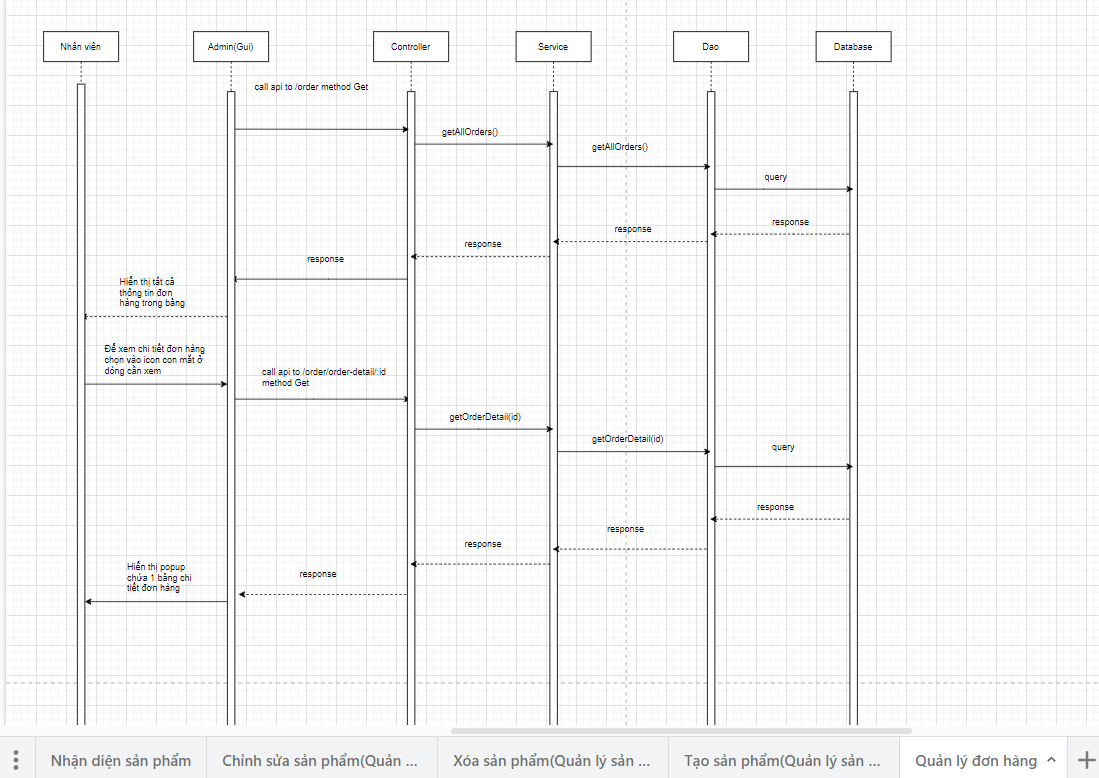 Nhân viên
Admin(Gui)
Controller
Service
Dao
Database
call api to /order method Get
getAllOrders()
getAllOrders()
query
response
response
response
response
Hiển thị tất cả
thông tin đơn
hàng trong bảng
Để xem chi tiết đơn hàng
chọn vào icon con mắt ở
dòng cần xem
call api to /order/order-detail/:id
method Get
getOrderDetail(id)
getOrderDetail(id)
query
response
response
response
response
Hiển thị popup
chứa 1 bảng chi
tiết đơn hàng
Nhận diện sản phẩm
Chỉnh sửa sản phẩm(Quản ...
Xóa sản phẩm(Quản lý sản ...
Tạo sản phẩm(Quản lý sản ...
Quản lý đơn hàng